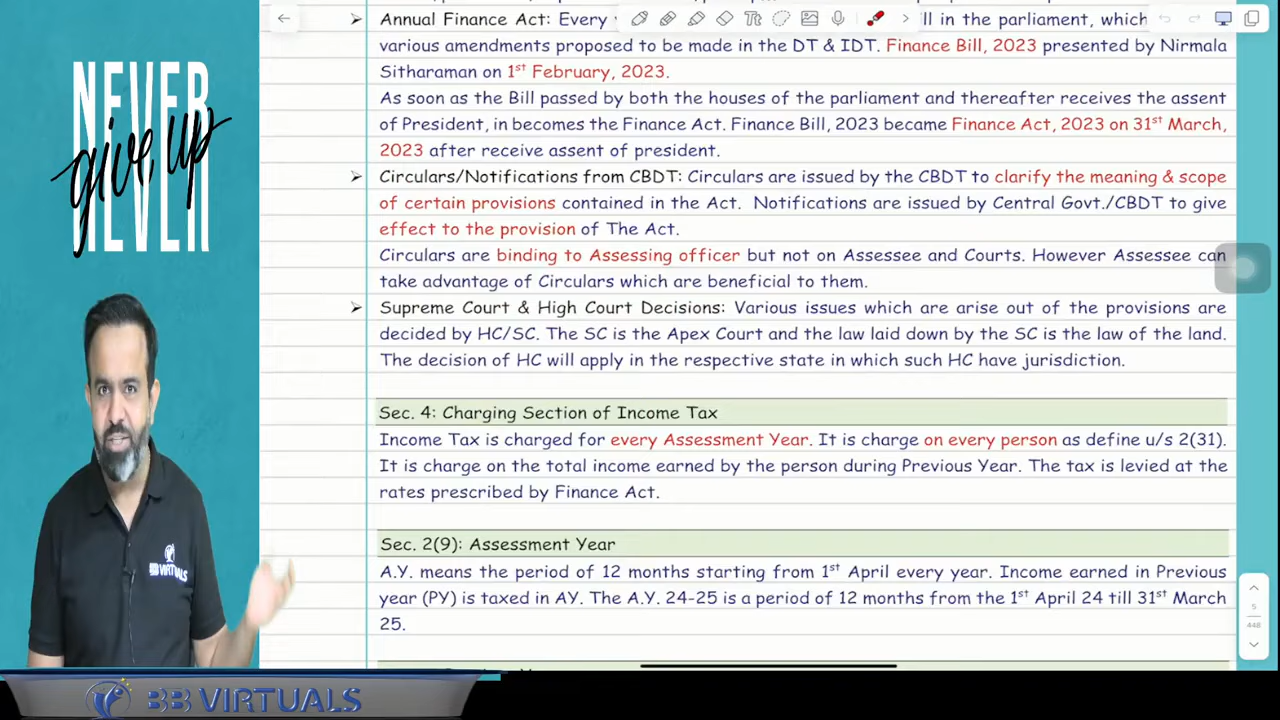 ➤ Annual Finance Act: Every ll in the parliament, which
various amendments proposed to be made in the DT & IDT. Finance Bill, 2023 presented by Nirmala
Sitharaman on 1st February, 2023.
As soon as the Bill passed by both the houses of the parliament and thereafter receives the assent
of President, in becomes the Finance Act. Finance Bill, 2023 became Finance Act, 2023 on 31st March,
2023 after receive assent of president.
➤ Circulars/Notifications from CBDT: Circulars are issued by the CBDT to clarify the meaning & scope
of certain provisions contained in the Act. Notifications are issued by Central Govt./CBDT to give
effect to the provision of The Act.
Circulars are binding to Assessing officer but not on Assessee and Courts. However Assessee can
take advantage of Circulars which are beneficial to them.
➤ Supreme Court & High Court Decisions: Various issues which are arise out of the provisions are
decided by HC/SC. The SC is the Apex Court and the law laid down by the SC is the law of the land.
The decision of HC will apply in the respective state in which such HC have jurisdiction.
Sec. 4: Charging Section of Income Tax
Income Tax is charged for every Assessment Year. It is charge on every person as define u/s 2(31).
It is charge on the total income earned by the person during Previous Year. The tax is levied at the
rates prescribed by Finance Act.
Sec. 2(9): Assessment Year
A.Y. means the period of 12 months starting from 1st April every year. Income earned in Previous
year (PY) is taxed in AY. The A.Y. 24-25 is a period of 12 months from the 1st April 24 till 31st March
25.
NEVER
give up
NEVER
BB VIRTUALS
5
448
BB VIRTUALS